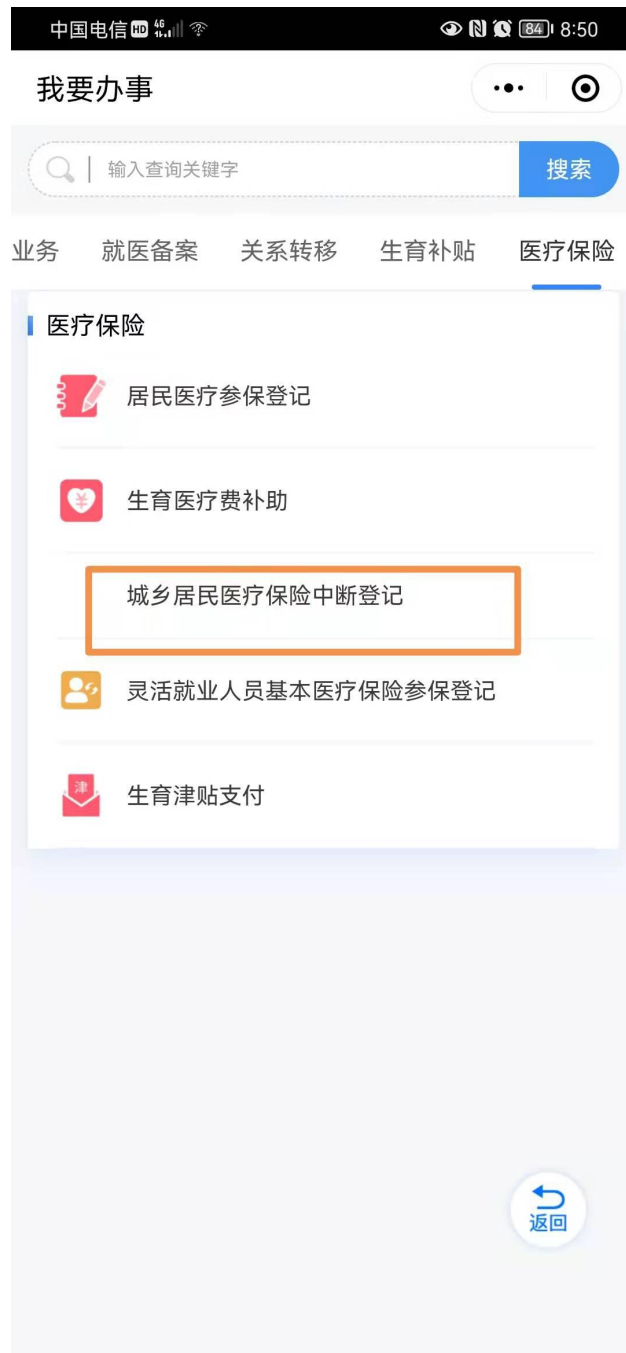 中国电信 HD 4G 84 8:50
我要办事
输入查询关键字 搜索
业务 就医备案 关系转移 生育补贴 医疗保险
医疗保险
居民医疗参保登记
生育医疗费补助
城乡居民医疗保险中断登记
灵活就业人员基本医疗保险参保登记
津
生育津贴支付
返回